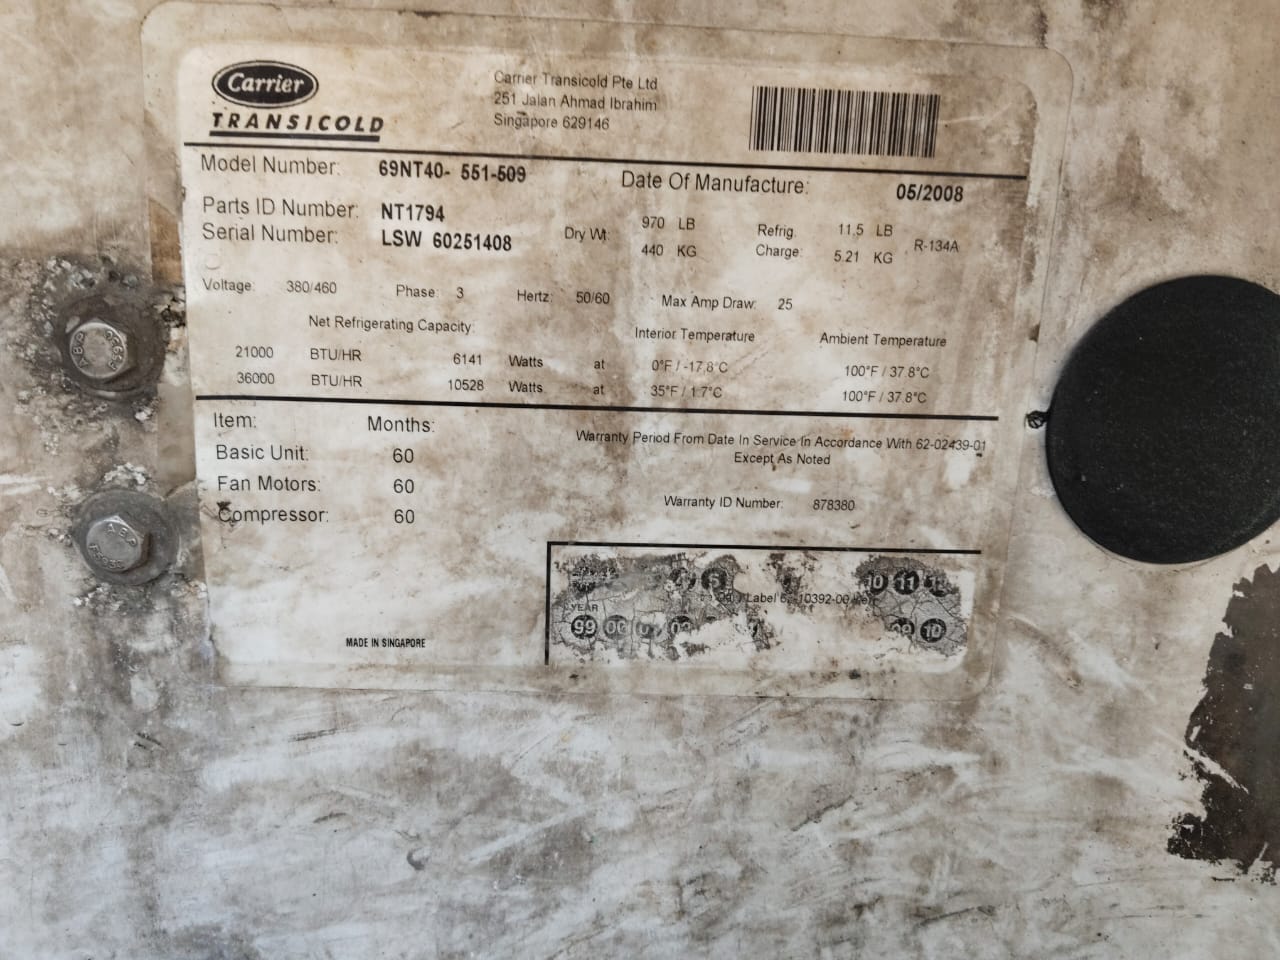 Carrier
TRANSICOLD
Carrier Transicold Pte Ltd
251 Jalan Ahmad Ibrahim
Singapore 629146
Model Number: 69NT40- 551-509
Date Of Manufacture: 05/2008
Parts ID Number: NT1794
Serial Number: LSW 60251408
Dry Wt: 970 LB
440 KG
Refrig. Charge: 11.5 LB
5.21 KG
R-134A
Voltage: 380/460 Phase: 3 Hertz: 50/60 Max Amp Draw: 25
Net Refrigerating Capacity: Interior Temperature Ambient Temperature
21000 BTU/HR 6141 Watts at 0°F / -17.8°C 100°F / 37.8°C
36000 BTU/HR 10528 Watts at 35°F / 1.7°C 100°F / 37.8°C
Item: Months:
Basic Unit: 60
Fan Motors: 60
Compressor: 60
Warranty Period From Date In Service In Accordance With 62-02439-01
Except As Noted
Warranty ID Number: 878380
10 11
Label
YEAR
99 00 10
MADE IN SINGAPORE
ABP
ABP